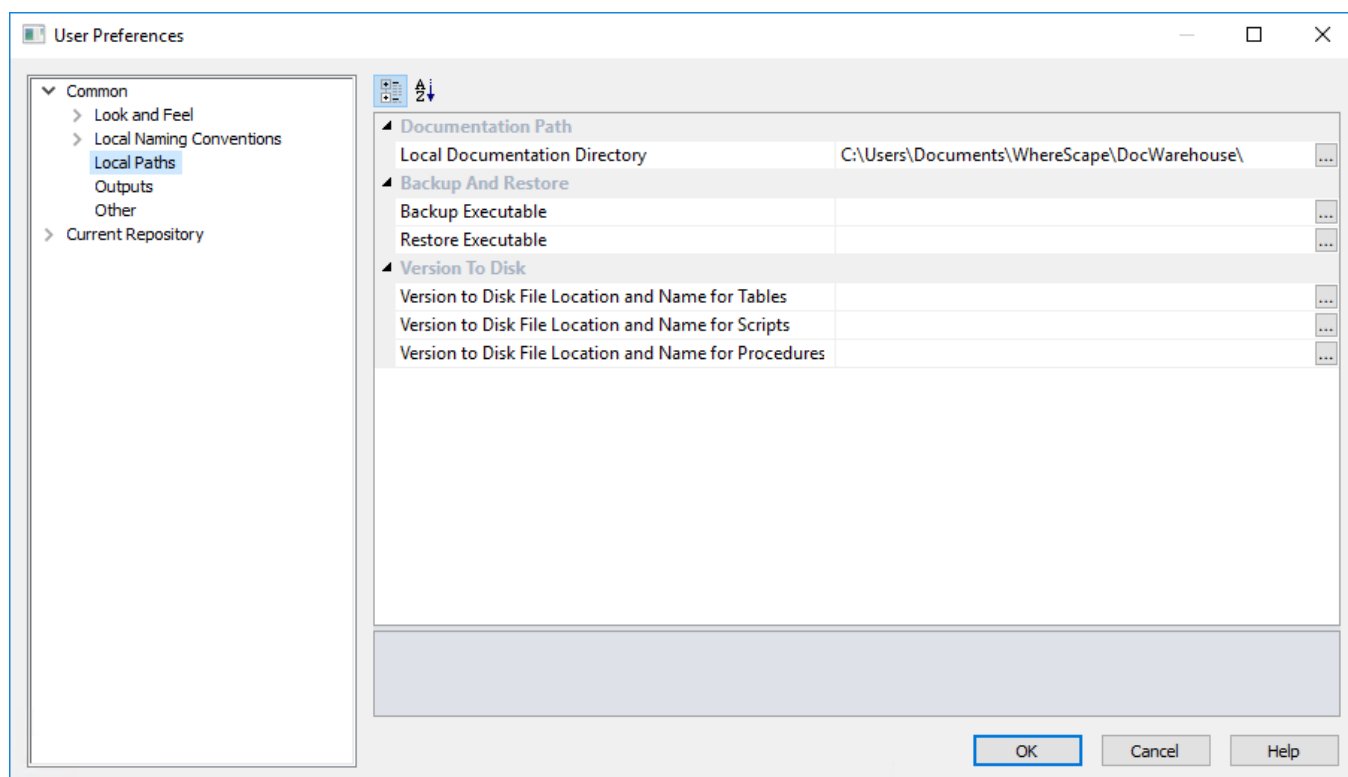 User Preferences
Common
Look and Feel
Local Naming Conventions
Local Paths
Outputs
Other
Current Repository
Documentation Path
Local Documentation Directory C:\Users\Documents\WhereScape\DocWarehouse\ ...
Backup And Restore
Backup Executable ...
Restore Executable ...
Version To Disk
Version to Disk File Location and Name for Tables ...
Version to Disk File Location and Name for Scripts ...
Version to Disk File Location and Name for Procedures ...
OK Cancel Help